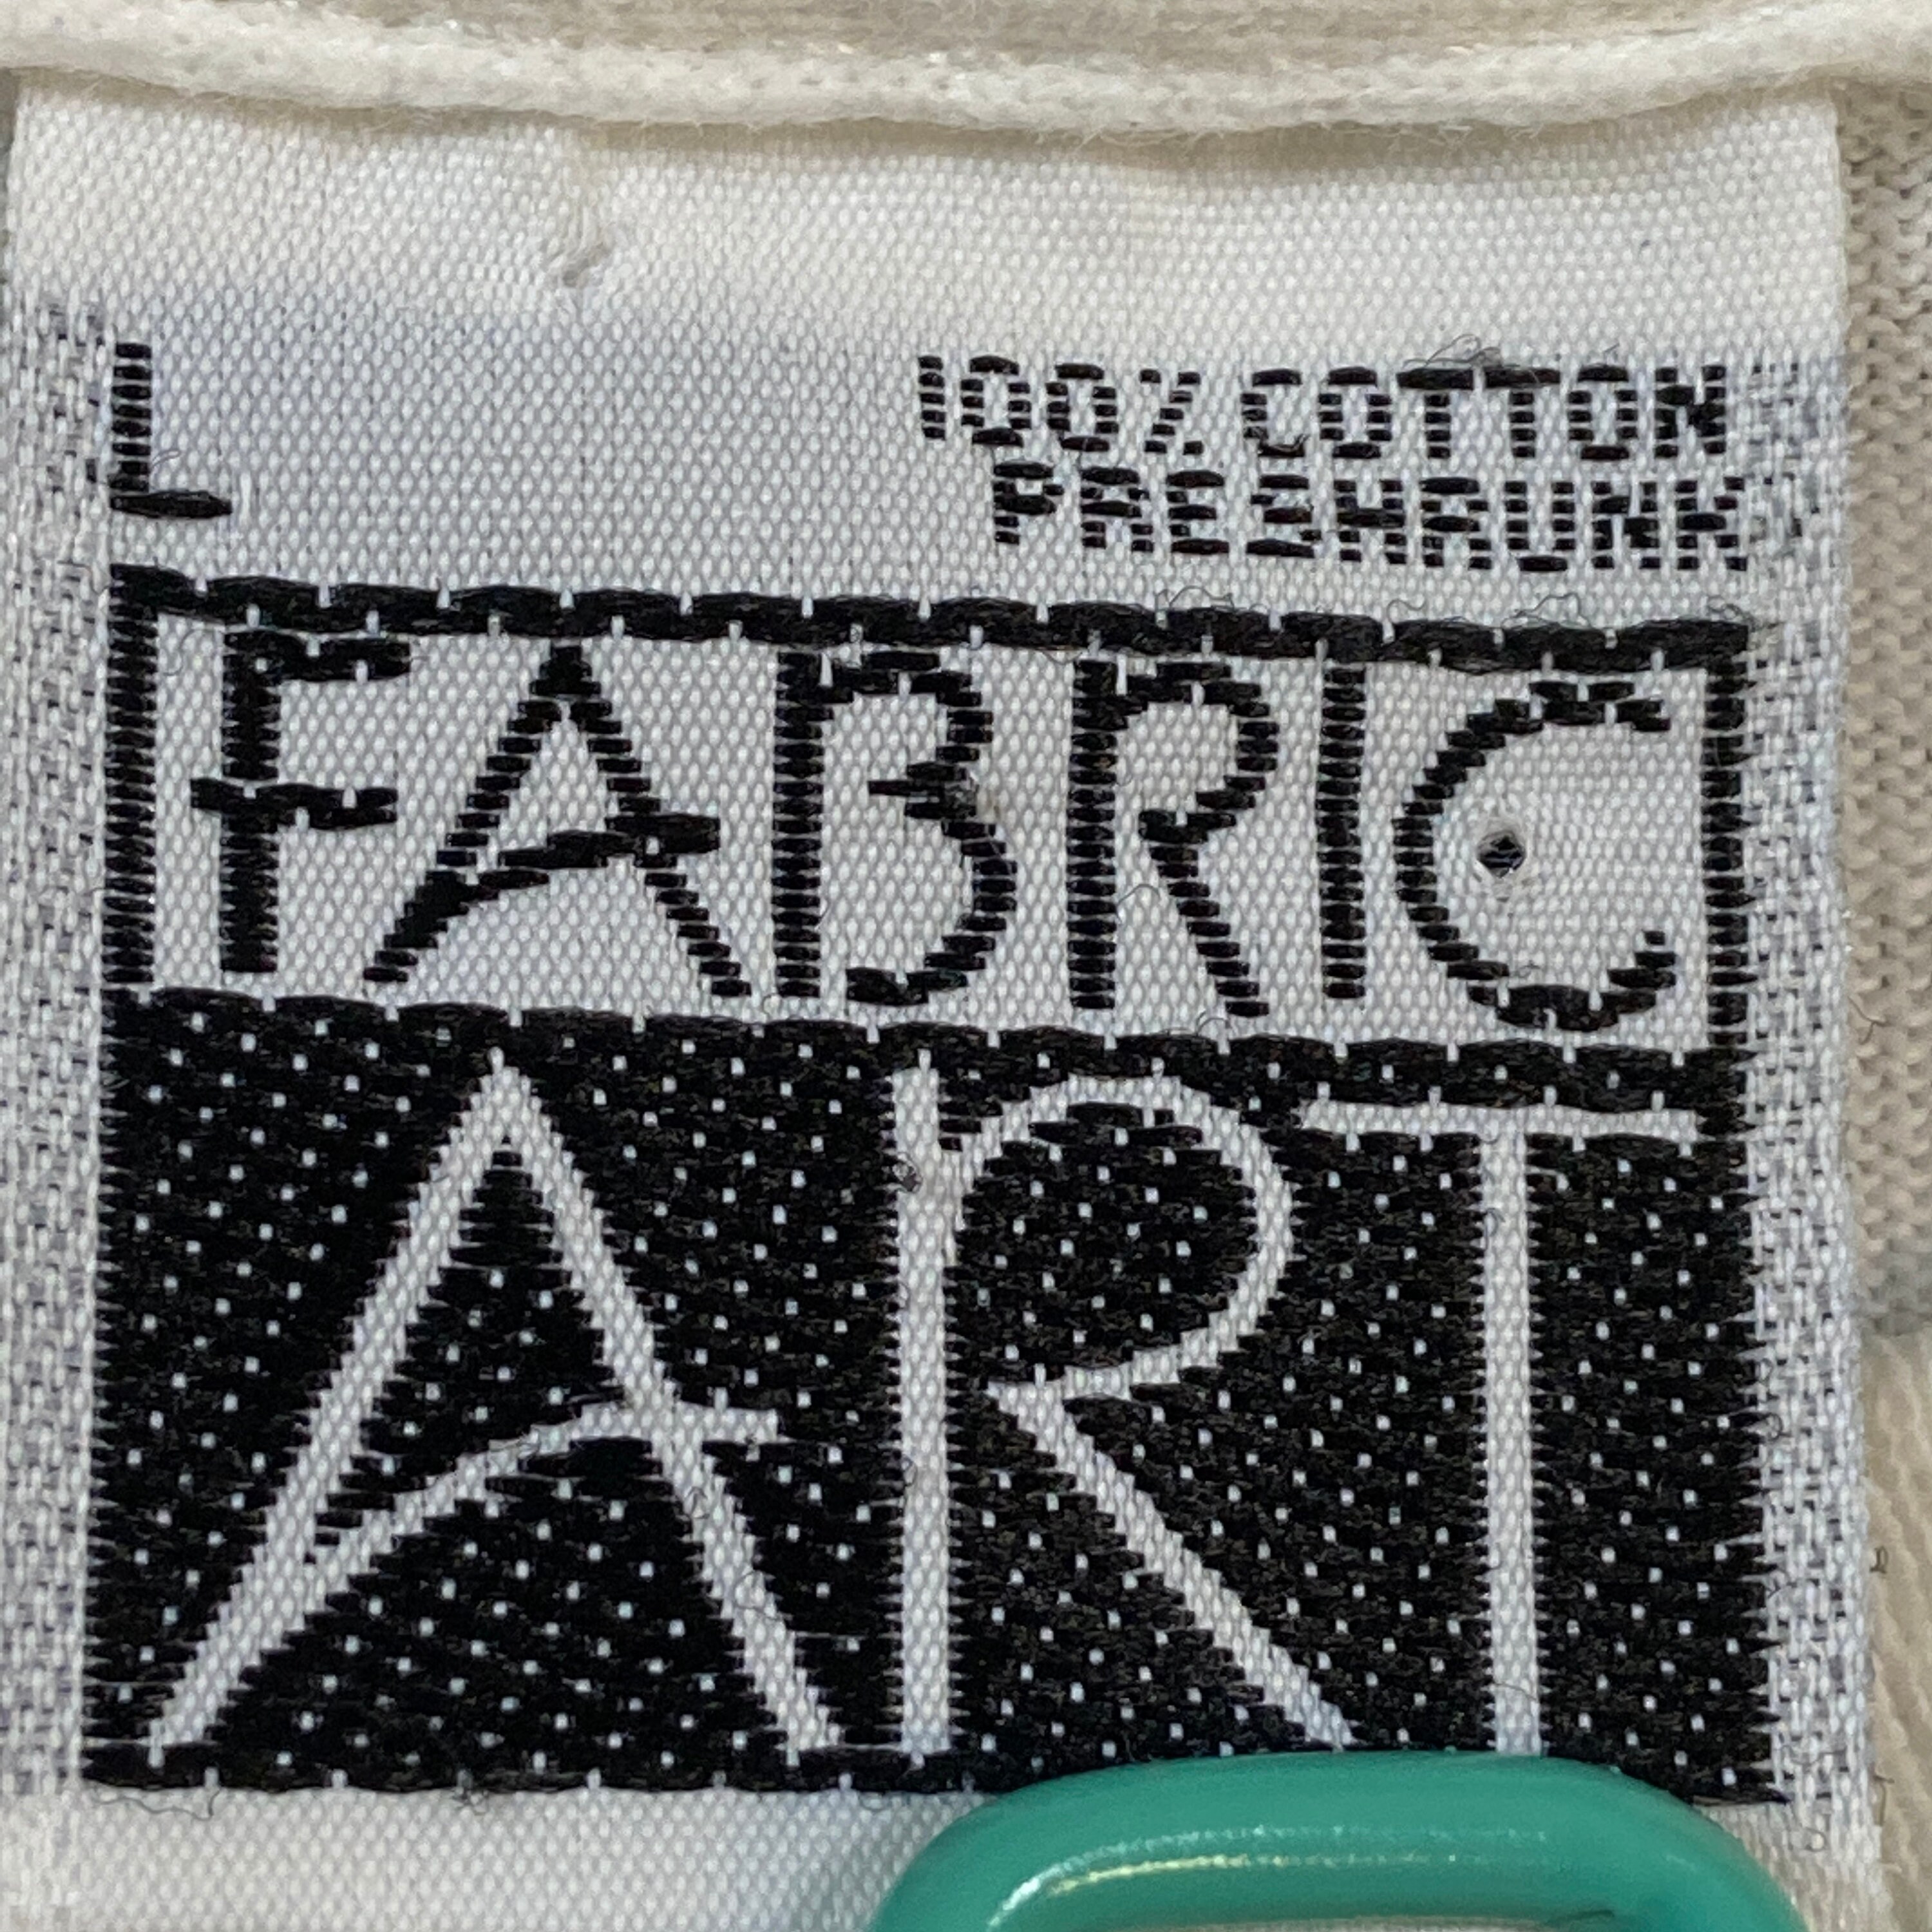 L
100% COTTON
PRESHRUNK
FABRIC
ART